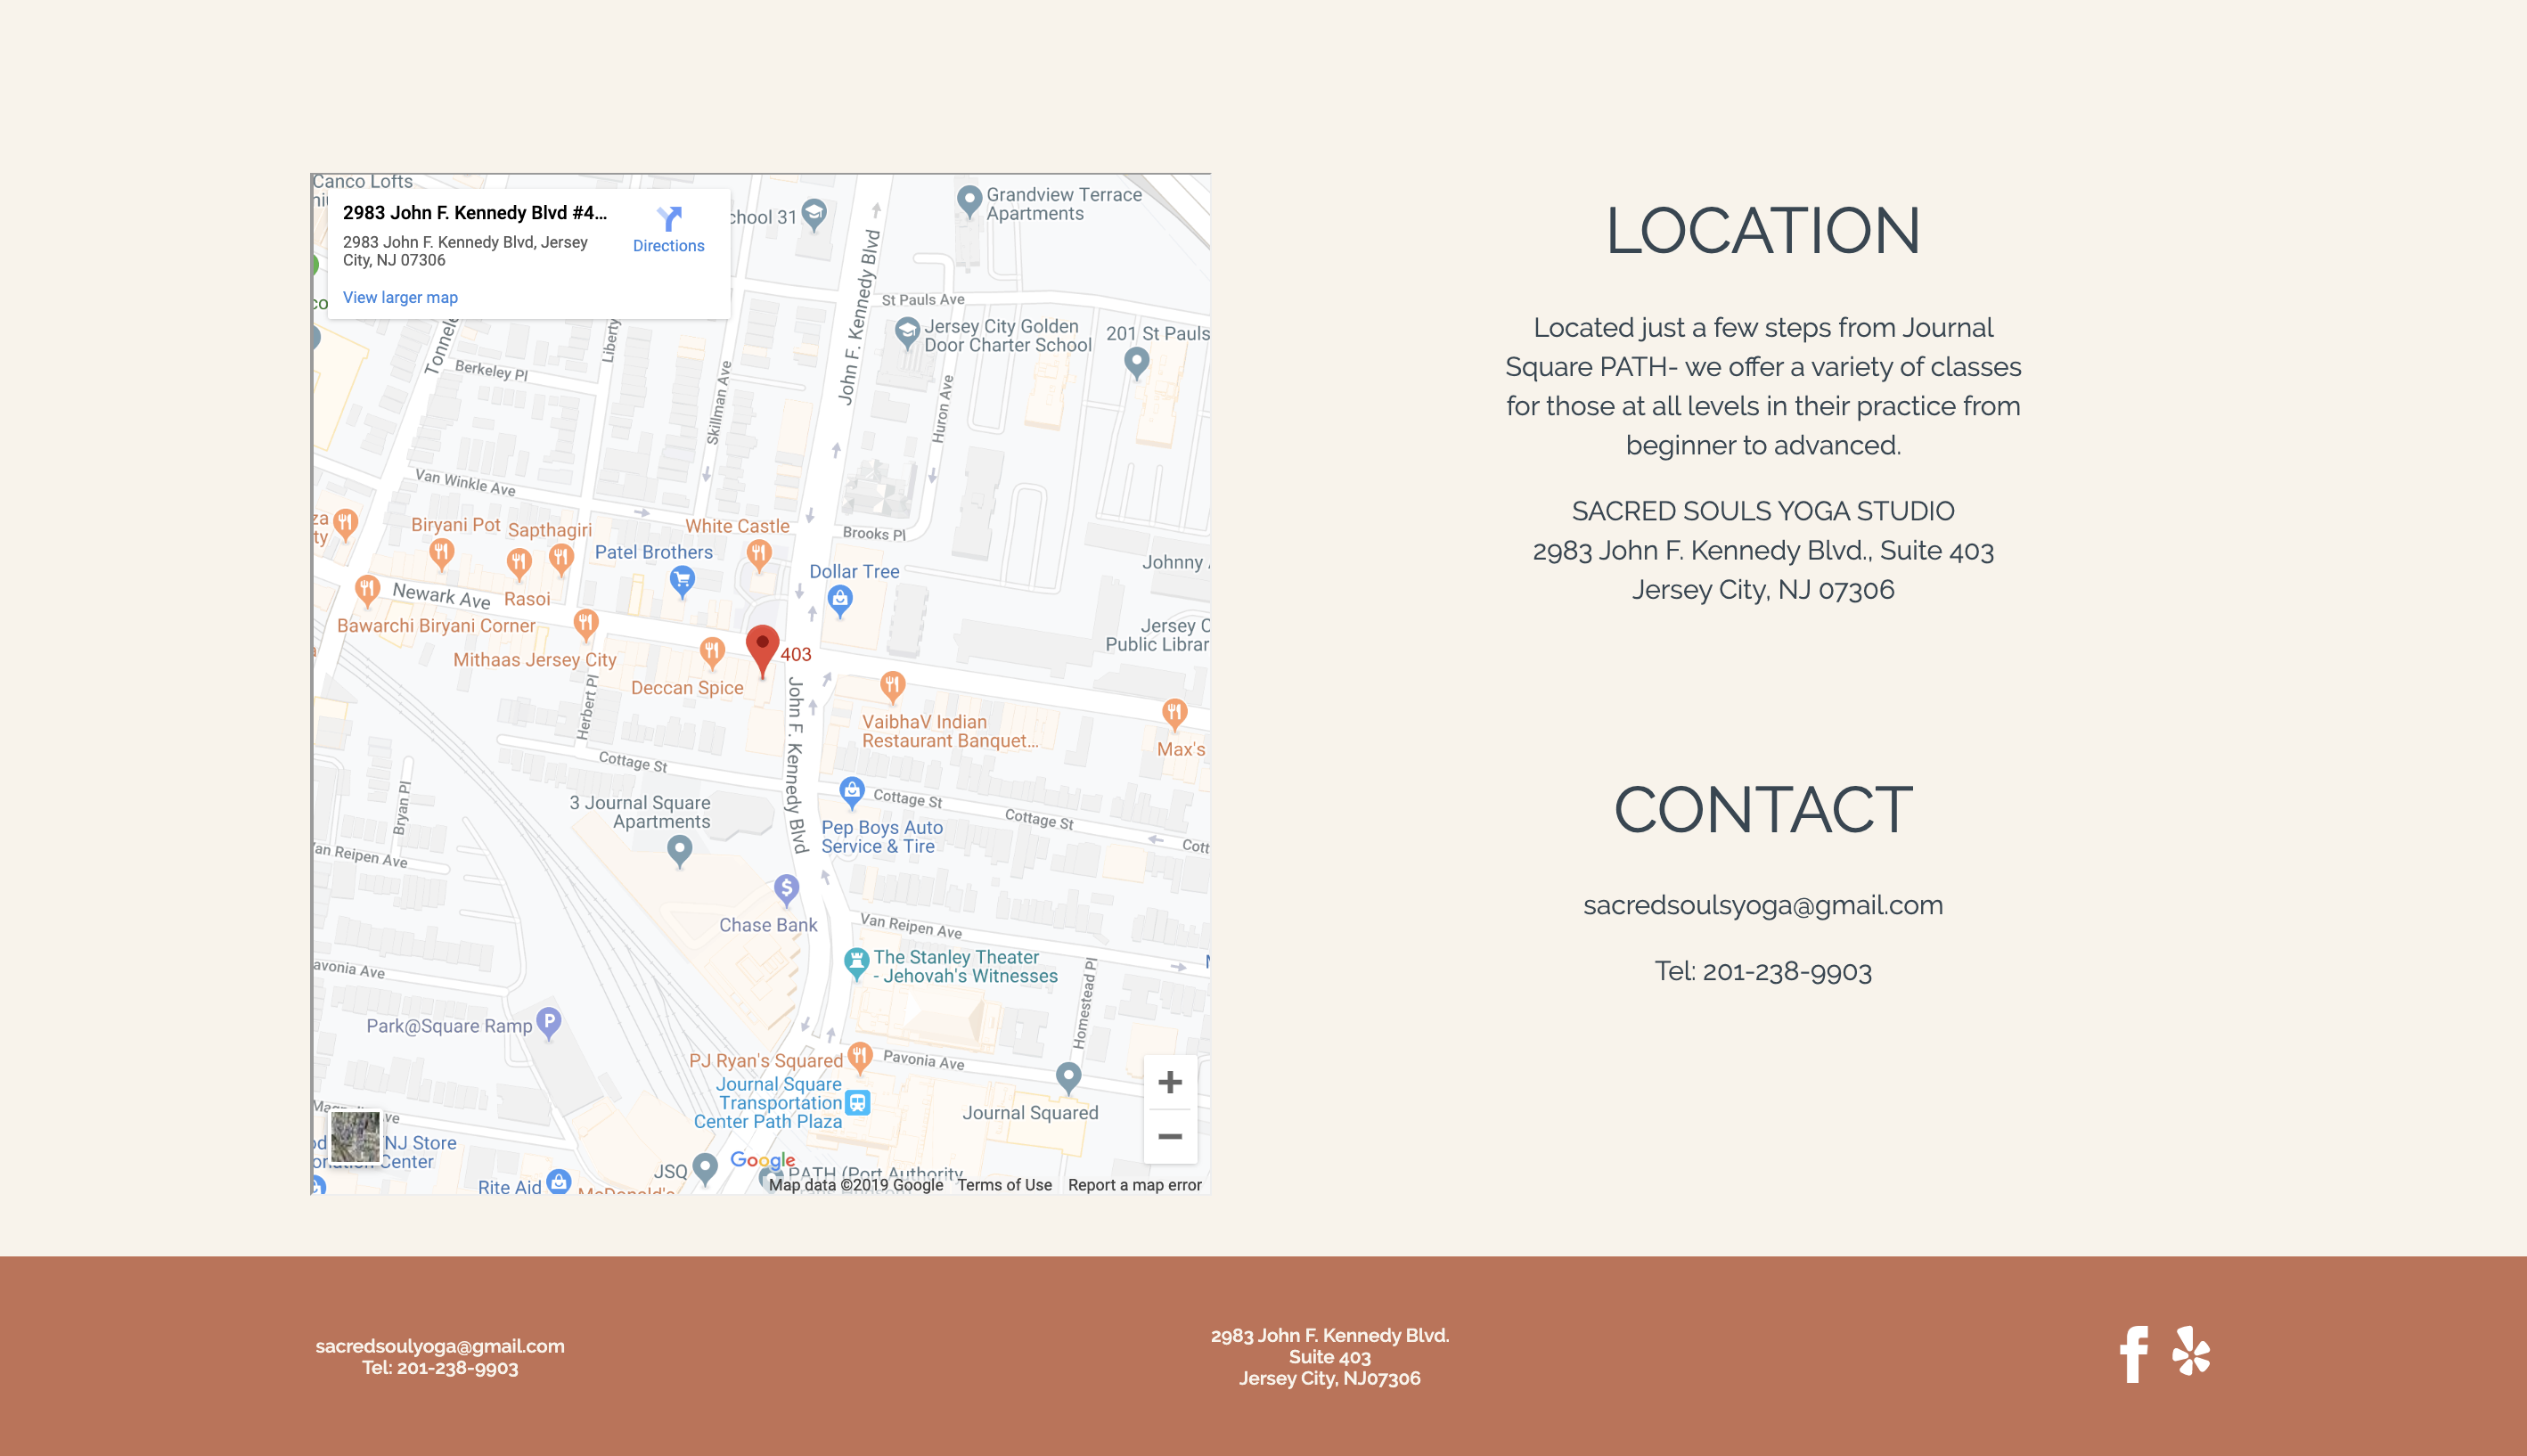 Canco Lofts
2983 John F. Kennedy Blvd #4...
2983 John F. Kennedy Blvd, Jersey
City, NJ 07306
Directions
View larger map
chool 31
Grandview Terrace
Apartments
John F. Kennedy Blvd
St Pauls Ave
Jersey City Golden
Door Charter School
201 St Pauls
Tonnele
Liberty
Berkeley Pl
Skillman Ave
Huron Ave
Van Winkle Ave
za
ty
Biryani Pot
Sapthagiri
White Castle
Brooks Pl
Patel Brothers
Dollar Tree
Johnny
Newark Ave
Rasoi
Bawarchi Biryani Corner
Mithaas Jersey City
403
Jersey C
Public Librar
Deccan Spice
Herbert Pl
John F. Kennedy Blvd
VaibhaV Indian
Restaurant Banquet...
Max's
Cottage St
Bryan Pl
3 Journal Square
Apartments
Cottage St
Cottage St
Cott
Pep Boys Auto
Service & Tire
Van Reipen Ave
Chase Bank
Van Reipen Ave
The Stanley Theater
- Jehovah's Witnesses
avonia Ave
Homestead Pl
Park@Square Ramp
P
PJ Ryan's Squared
Pavonia Ave
Journal Square
Transportation
Center Path Plaza
Journal Squared
NJ Store
Center
JSQ
Google
PATH (Port Authority
Rite Aid
McDonald's
Map data ©2019 Google
Terms of Use
Report a map error
LOCATION
Located just a few steps from Journal
Square PATH- we offer a variety of classes
for those at all levels in their practice from
beginner to advanced.
SACRED SOULS YOGA STUDIO
2983 John F. Kennedy Blvd., Suite 403
Jersey City, NJ 07306
CONTACT
sacredsoulsyoga@gmail.com
Tel: 201-238-9903
sacredsoulyoga@gmail.com
Tel: 201-238-9903
2983 John F. Kennedy Blvd.
Suite 403
Jersey City, NJ07306